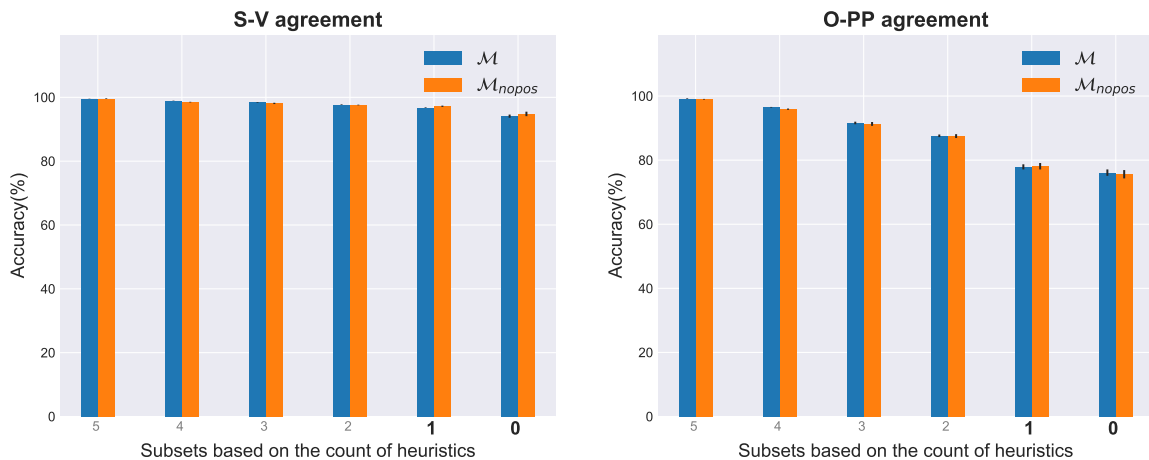 S-V agreement
ℳ
ℳnopos
100
80
60
40
20
0
Accuracy(%)
5 4 3 2 1 0
Subsets based on the count of heuristics
O-PP agreement
ℳ
ℳnopos
100
80
60
40
20
0
Accuracy(%)
5 4 3 2 1 0
Subsets based on the count of heuristics